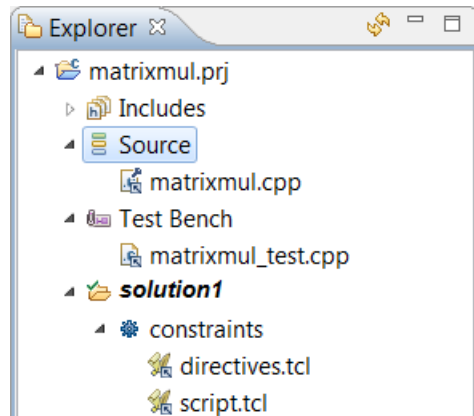 Explorer
matrixmul.prj
Includes
Source
matrixmul.cpp
Test Bench
matrixmul_test.cpp
solution1
constraints
directives.tcl
script.tcl